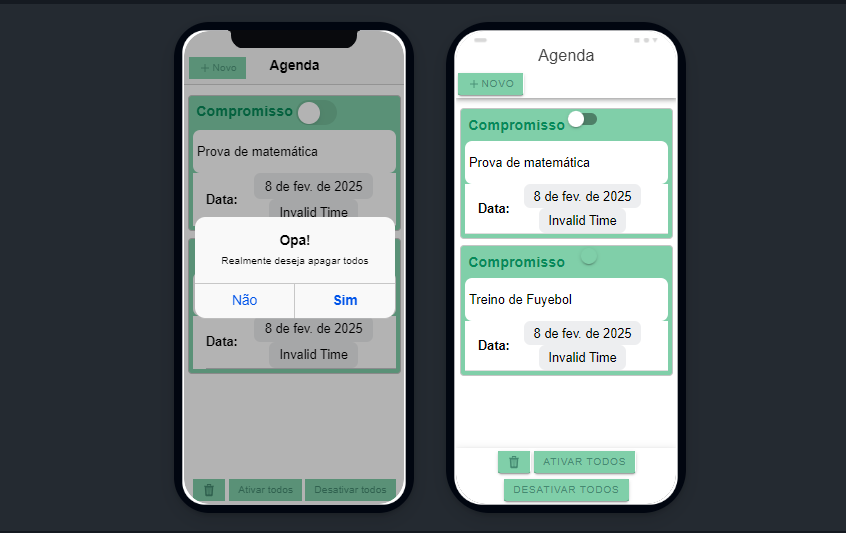 Agenda
+ Novo
Compromisso
Prova de matemática
Data:
8 de fev. de 2025
Invalid Time
Opa!
Realmente deseja apagar todos
Não
Sim
Data:
8 de fev. de 2025
Invalid Time
Ativar todos
Desativar todos
Agenda
+ NOVO
Compromisso
Prova de matemática
Data:
8 de fev. de 2025
Invalid Time
Compromisso
Treino de Fuyebol
Data:
8 de fev. de 2025
Invalid Time
ATIVAR TODOS
DESATIVAR TODOS